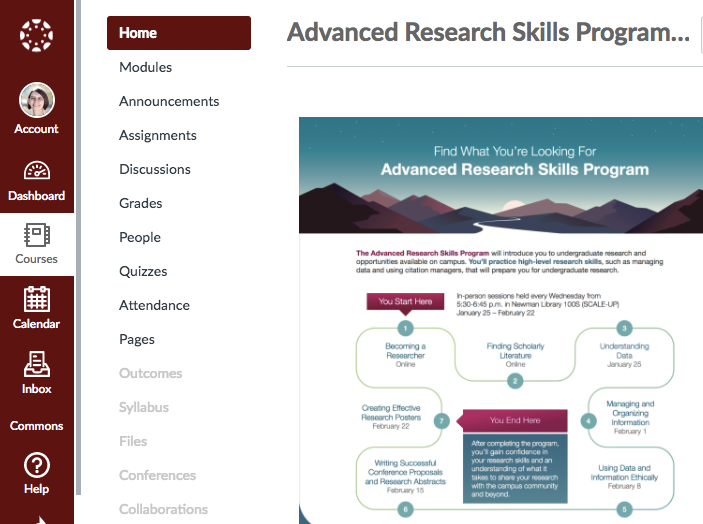 Account
Dashboard
Courses
Calendar
Inbox
Commons
Help
Home
Modules
Announcements
Assignments
Discussions
Grades
People
Quizzes
Attendance
Pages
Outcomes
Syllabus
Files
Conferences
Collaborations
Advanced Research Skills Program...
Find What You're Looking For
Advanced Research Skills Program
The Advanced Research Skills Program will introduce you to undergraduate research and
opportunities available on campus. You'll practice high-level research skills, such as managing
data and using citation managers, that will prepare you for undergraduate research.
You Start Here
In-person sessions held every Wednesday from
5:30-6:45 p.m. in Newman Library 100S (SCALE-UP)
January 25 – February 22
1
Becoming a
Researcher
Online
Finding Scholarly
Literature
Online
2
3
Understanding
Data
January 25
Managing and
Organizing
Information
February 1
4
Using Data and
Information Ethically
February 8
5
Writing Successful
Conference Proposals
and Research Abstracts
February 15
6
Creating Effective
Research Posters
February 22
7
You End Here
After completing the program,
you'll gain confidence in
your research skills and an
understanding of what it
takes to share your research
with the campus community
and beyond.